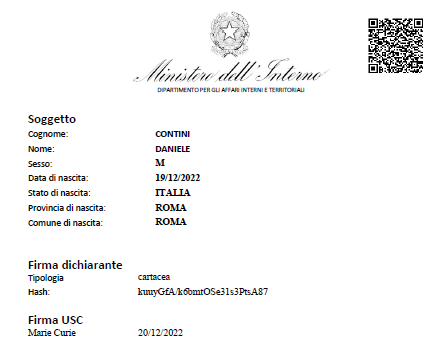 Ministero dell'Interno
DIPARTIMENTO PER GLI AFFARI INTERNI E TERRITORIALI
Soggetto
Cognome: CONTINI
Nome: DANIELE
Sesso: M
Data di nascita: 19/12/2022
Stato di nascita: ITALIA
Provincia di nascita: ROMA
Comune di nascita: ROMA
Firma dichiarante
Tipologia cartacea
Hash: kuuyGfA/k6bmtOSe31s3PtsA87
Firma USC
Marie Curie 20/12/2022